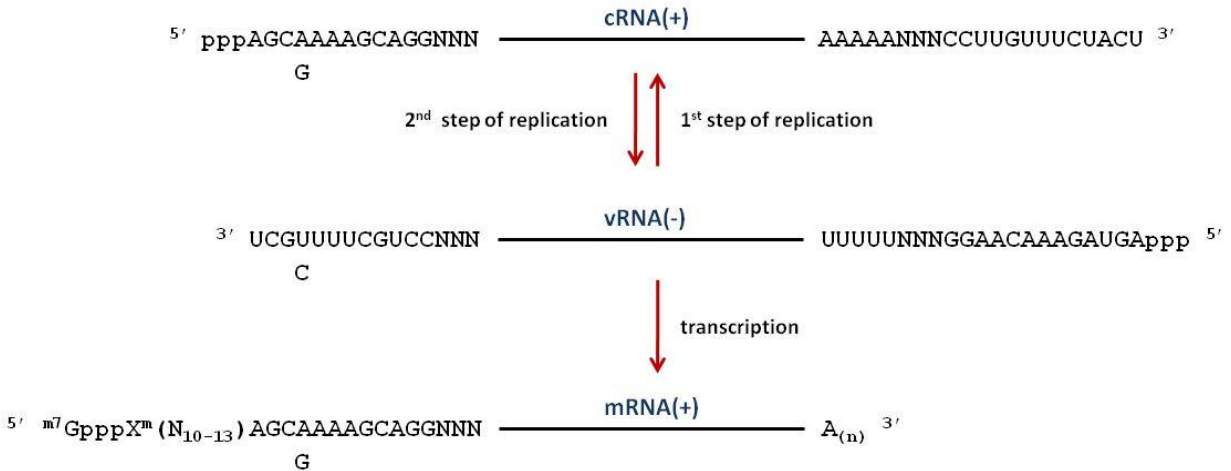 cRNA(+)
5′ pppAGCAAAAGCAGGNNN AAAAANNNCCUUGUUUCUACU 3′
G
2nd step of replication 1st step of replication
vRNA(-)
3′ UCGUUUUCGUCCNNN UUUUUNNNGGAACAAAGAUGAppp 5′
C
transcription
mRNA(+)
5′ m7GpppXm(N10-13)AGCAAAAGCAGGNNN A(n) 3′
G